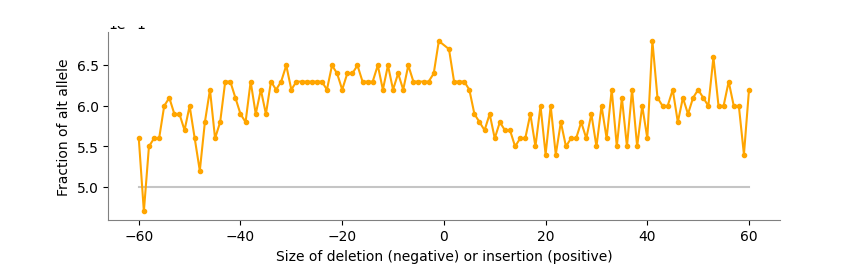 6.5
6.0
5.5
5.0
Fraction of alt allele
−60 −40 −20 0 20 40 60
Size of deletion (negative) or insertion (positive)